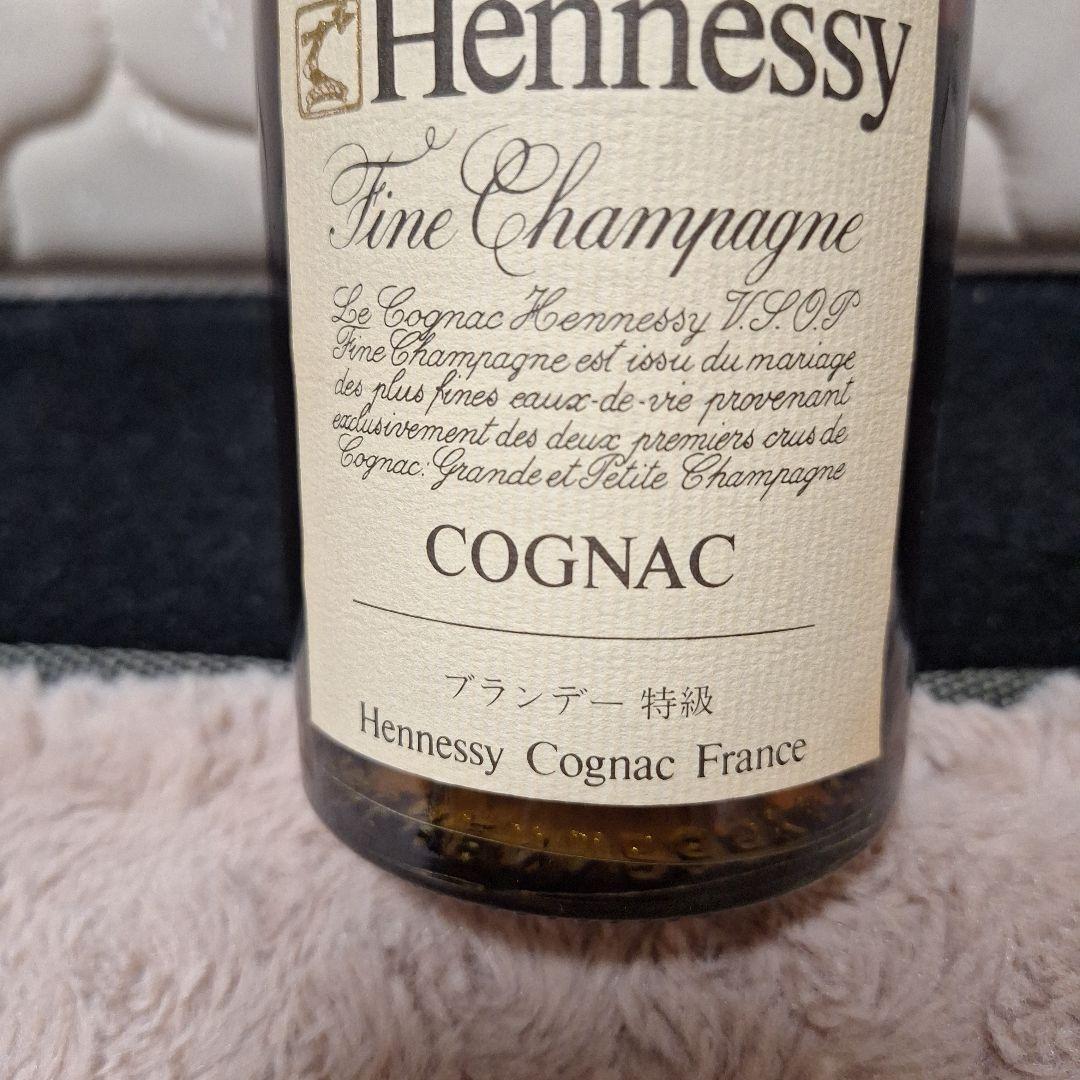 Hennessy
Fine Champagne
Le Cognac Hennessy V.S.O.P
Fine Champagne est issu du mariage
des plus fines eaux-de-vie provenant
exclusivement des deux premiers crus de
Cognac: Grande et Petite Champagne
COGNAC
ブランデー 特級
Hennessy Cognac France